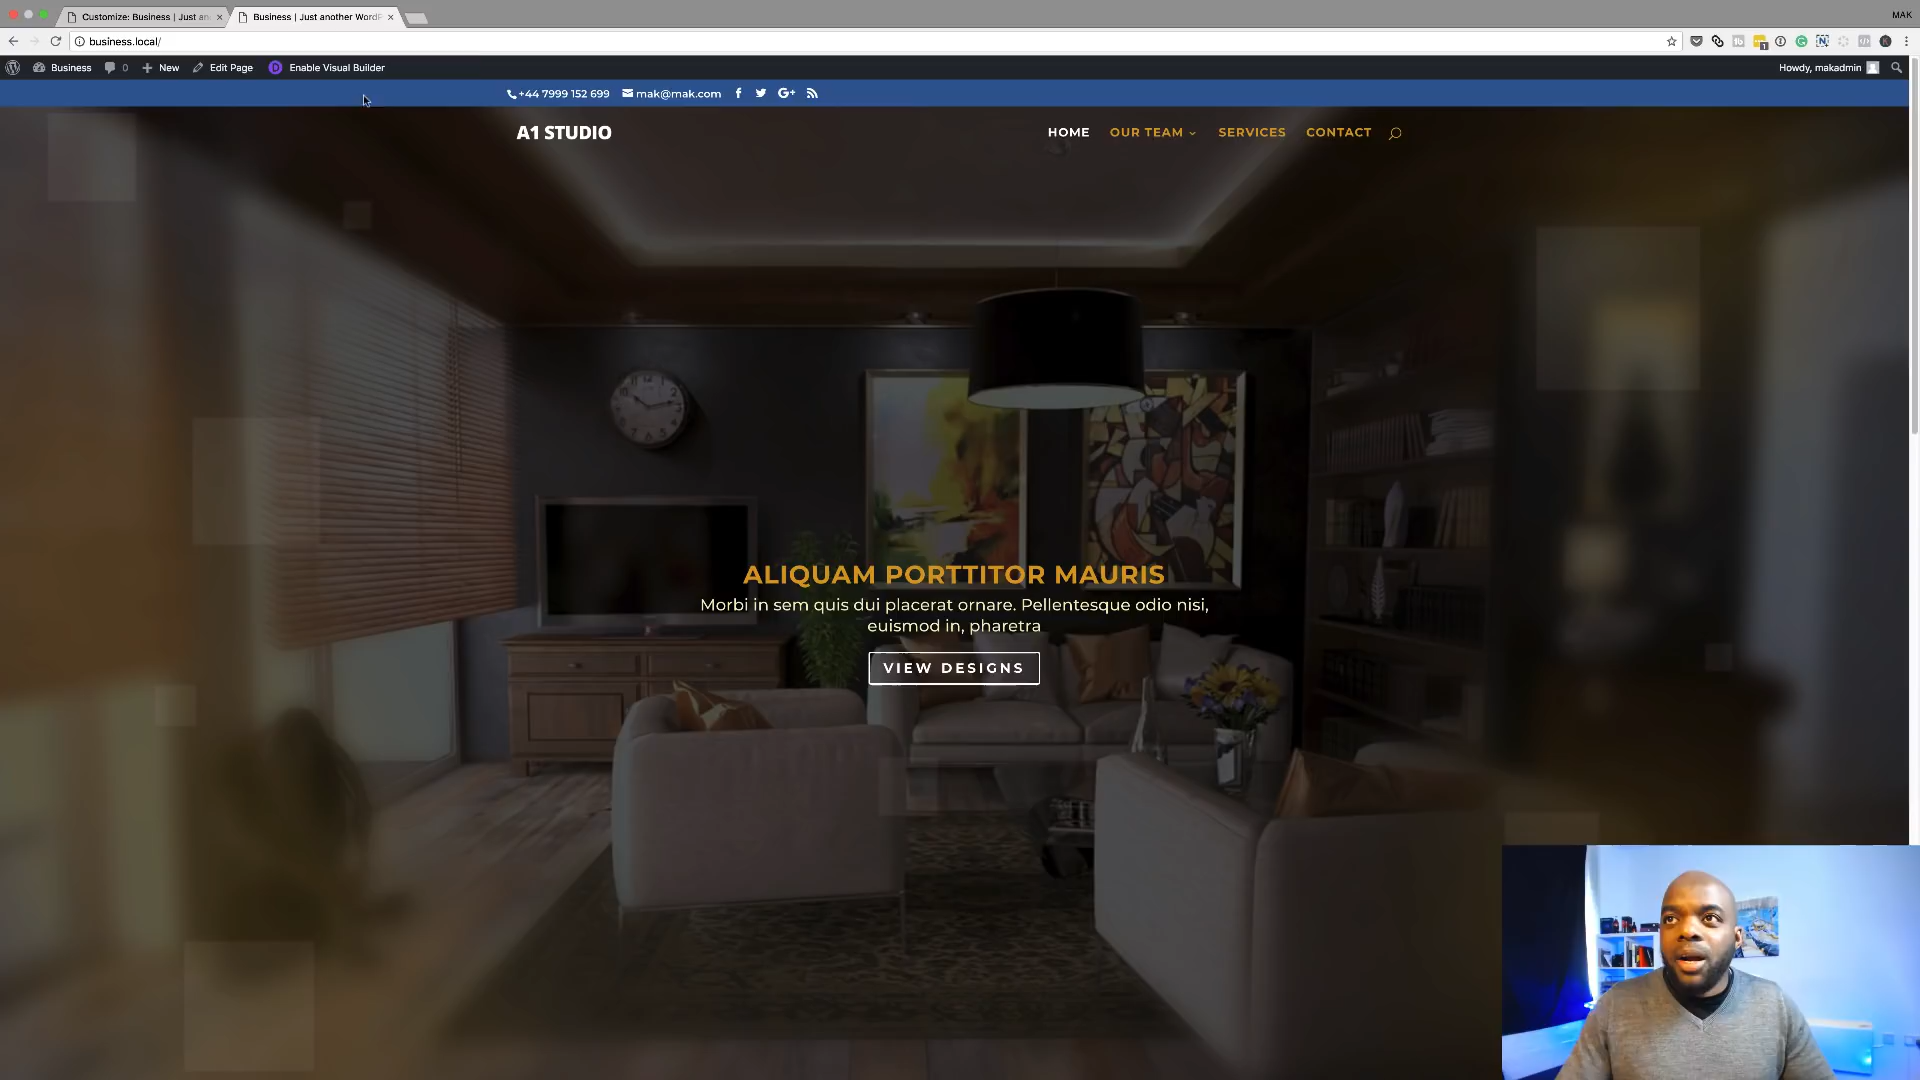 Customize: Business | Just an
Business | Just another WordP
MAK
business.local/
Business
0
New
Edit Page
Enable Visual Builder
Howdy, makadmin
+44 7999 152 699
mak@mak.com
A1 STUDIO
HOME
OUR TEAM
SERVICES
CONTACT
ALIQUAM PORTTITOR MAURIS
Morbi in sem quis dui placerat ornare. Pellentesque odio nisi,
euismod in, pharetra
VIEW DESIGNS